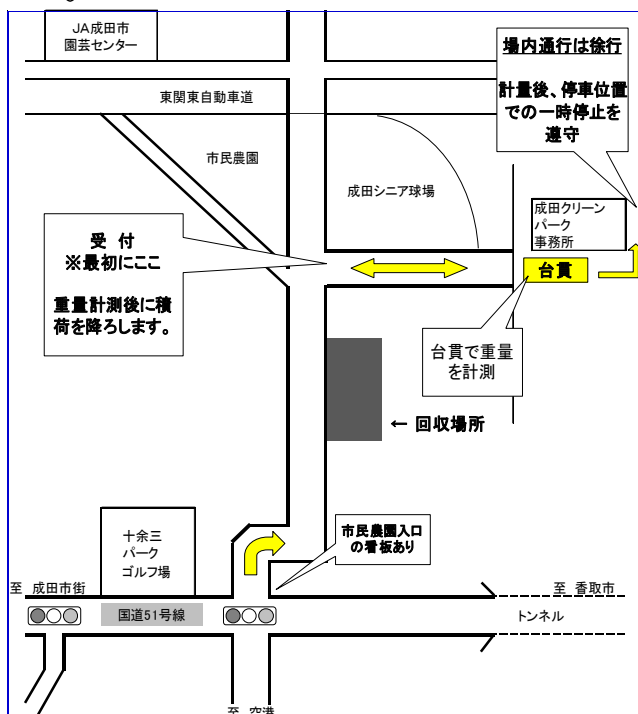 JA成田市
園芸センター
場内通行は徐行
計量後、停車位置
での一時停止を
遵守
東関東自動車道
市民農園
成田シニア球場
成田クリーン
パーク
事務所
受 付
※最初にここ
重量計測後に積
荷を降ろします。
台貫
台貫で重量
を計測
← 回収場所
市民農園入口
の看板あり
十余三
パーク
ゴルフ場
至 成田市街
至 香取市
国道51号線
トンネル
至 空港